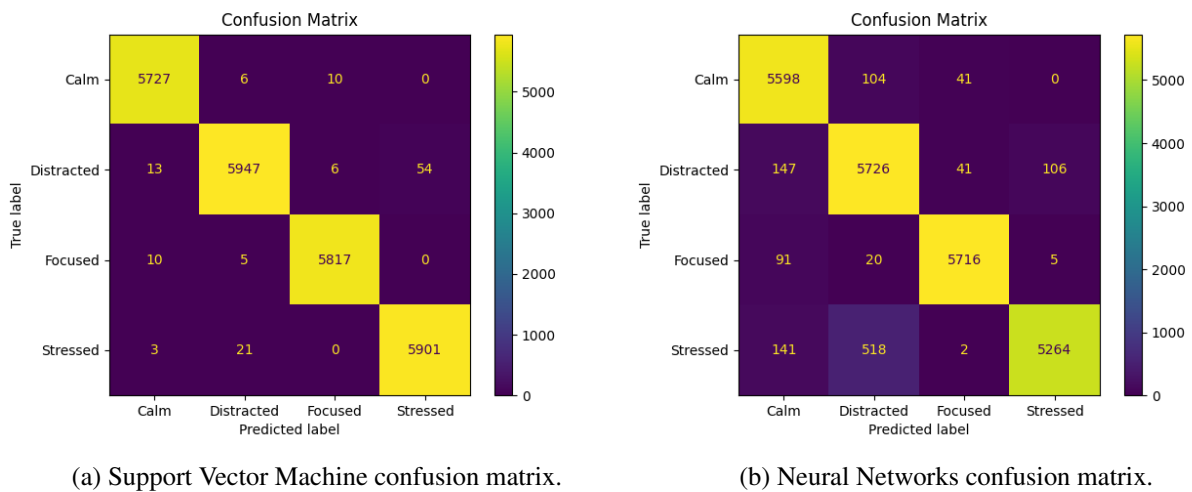 Confusion Matrix
Calm
Distracted
Focused
Stressed
True label
5727 6 10 0
13 5947 6 54
10 5 5817 0
3 21 0 5901
Calm Distracted Focused Stressed
Predicted label
5000
4000
3000
2000
1000
0
(a) Support Vector Machine confusion matrix.
Confusion Matrix
Calm
Distracted
Focused
Stressed
True label
5598 104 41 0
147 5726 41 106
91 20 5716 5
141 518 2 5264
Calm Distracted Focused Stressed
Predicted label
5000
4000
3000
2000
1000
0
(b) Neural Networks confusion matrix.